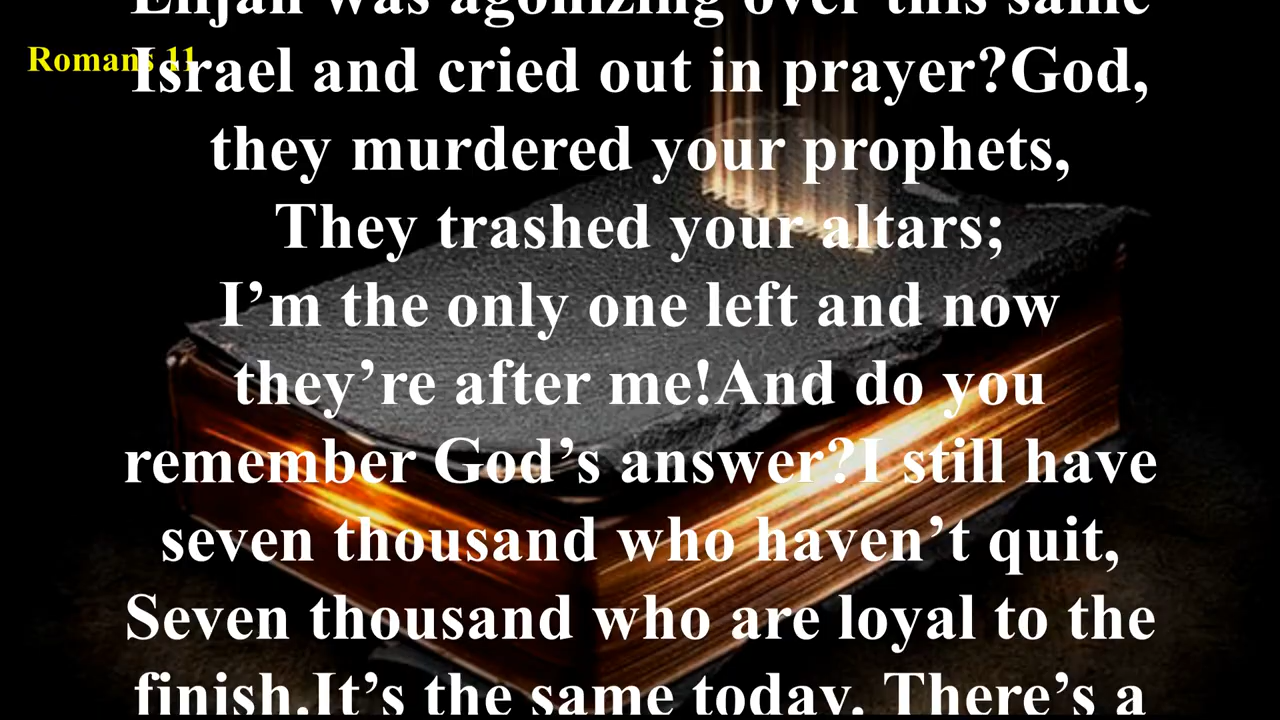 Elijah was agonizing over this same
Romans 11
Israel and cried out in prayer?God,
they murdered your prophets,
They trashed your altars;
I’m the only one left and now
they’re after me!And do you
remember God’s answer?I still have
seven thousand who haven’t quit,
Seven thousand who are loyal to the
finish.It’s the same today. There’s a